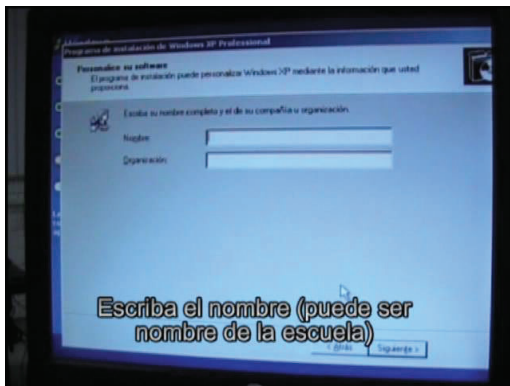 Programa de instalación de Windows XP Professional
Personalice su software
El programa de instalación puede personalizar Windows XP mediante la información que usted
proporciona.
Escriba su nombre completo y el de su compañía u organización.
Nombre:
Organización:
Escriba el nombre (puede ser
nombre de la escuela)
< Atrás
Siguiente >